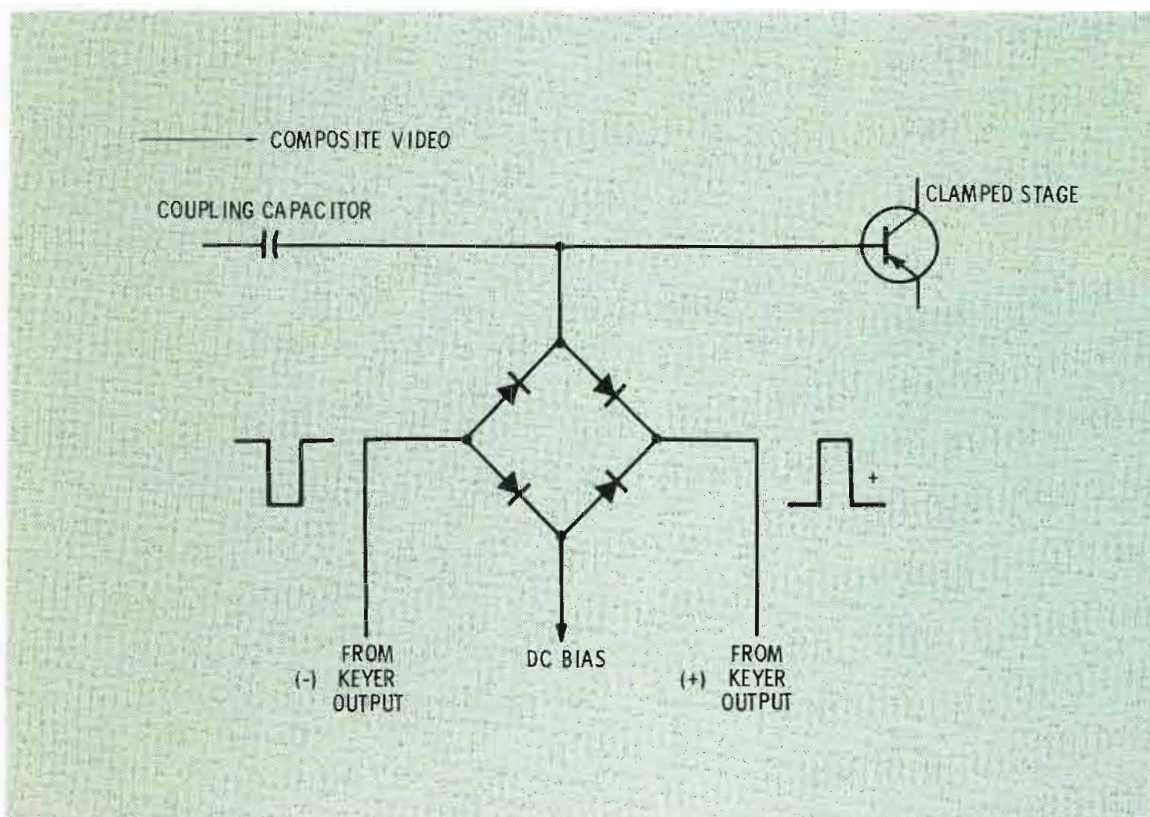 COMPOSITE VIDEO
COUPLING CAPACITOR
CLAMPED STAGE
+
FROM
(-) KEYER
OUTPUT
DC BIAS
FROM
(+) KEYER
OUTPUT